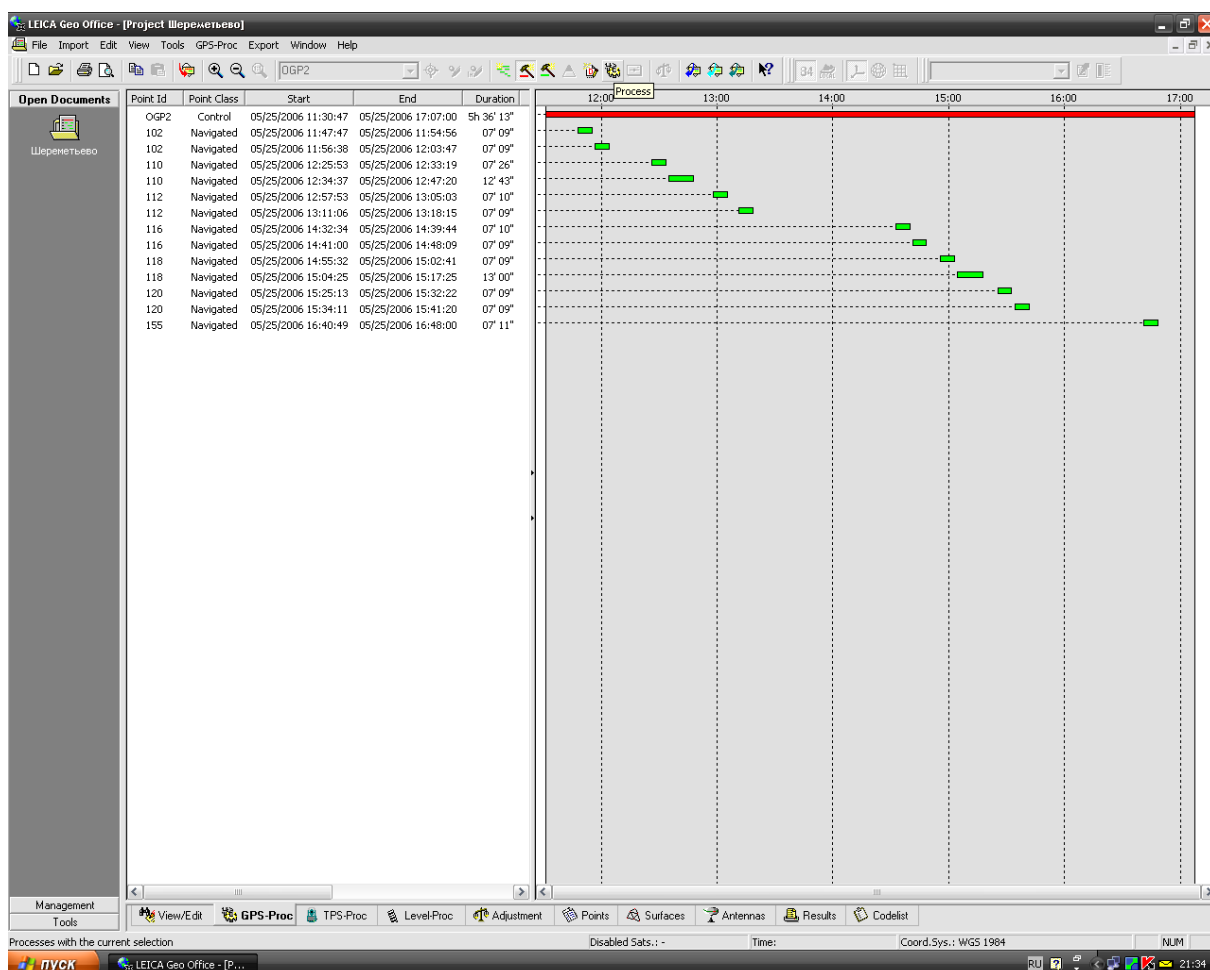 LEICA Geo Office - [Project Шереметьево]
File Import Edit View Tools GPS-Proc Export Window Help
OGP2
Process
Open Documents
Шереметьево
Point Id Point Class Start End Duration 12:00 13:00 14:00 15:00 16:00 17:00
OGP2 Control 05/25/2006 11:30:47 05/25/2006 17:07:00 5h 36' 13"
102 Navigated 05/25/2006 11:47:47 05/25/2006 11:54:56 07' 09"
102 Navigated 05/25/2006 11:56:38 05/25/2006 12:03:47 07' 09"
110 Navigated 05/25/2006 12:25:53 05/25/2006 12:33:19 07' 26"
110 Navigated 05/25/2006 12:34:37 05/25/2006 12:47:20 12' 43"
112 Navigated 05/25/2006 12:57:53 05/25/2006 13:05:03 07' 10"
112 Navigated 05/25/2006 13:11:06 05/25/2006 13:18:15 07' 09"
116 Navigated 05/25/2006 14:32:34 05/25/2006 14:39:44 07' 10"
116 Navigated 05/25/2006 14:41:00 05/25/2006 14:48:09 07' 09"
118 Navigated 05/25/2006 14:55:32 05/25/2006 15:02:41 07' 09"
118 Navigated 05/25/2006 15:04:25 05/25/2006 15:17:25 13' 00"
120 Navigated 05/25/2006 15:25:13 05/25/2006 15:32:22 07' 09"
120 Navigated 05/25/2006 15:34:11 05/25/2006 15:41:20 07' 09"
155 Navigated 05/25/2006 16:40:49 05/25/2006 16:48:00 07' 11"
Management
Tools
View/Edit GPS-Proc TPS-Proc Level-Proc Adjustment Points Surfaces Antennas Results Codelist
Processes with the current selection Disabled Sats.: - Time: Coord.Sys.: WGS 1984 NUM
пуск LEICA Geo Office - [P... RU 21:34